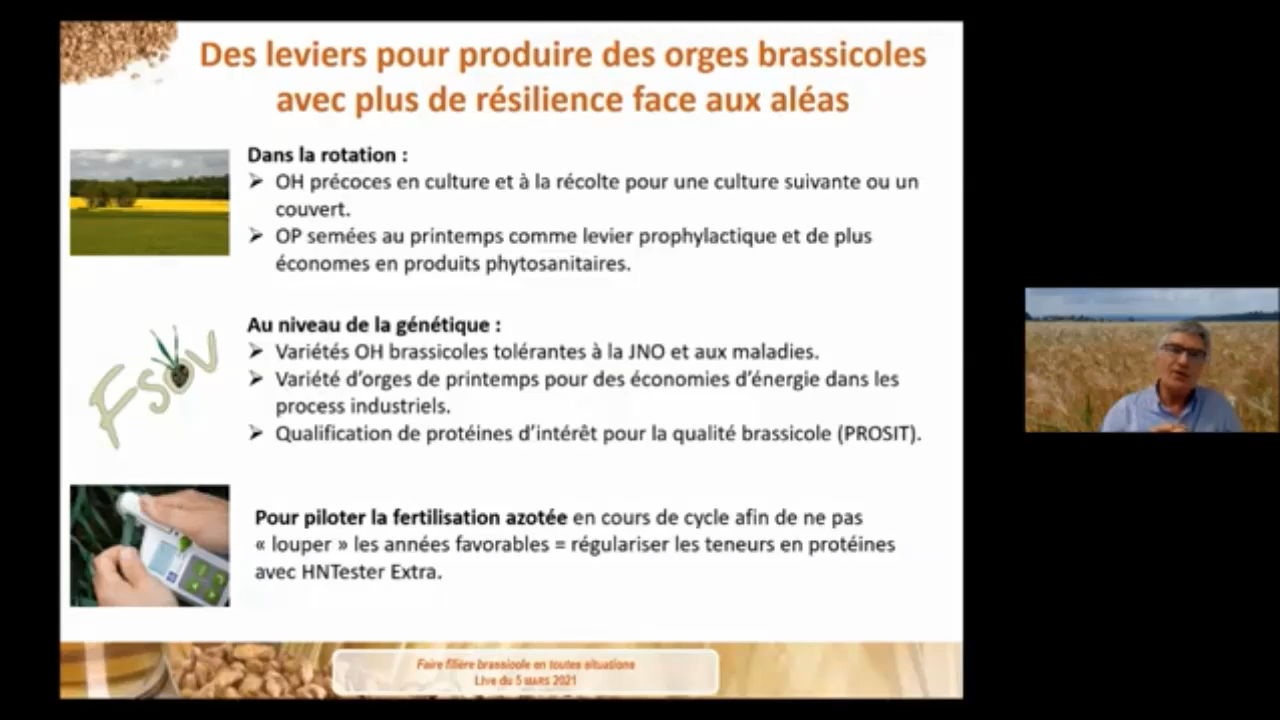 Des leviers pour produire des orges brassicoles
avec plus de résilience face aux aléas
Dans la rotation :
➢ OH précoces en culture et à la récolte pour une culture suivante ou un
couvert.
➢ OP semées au printemps comme levier prophylactique et de plus
économes en produits phytosanitaires.
Fsov
Au niveau de la génétique :
➢ Variétés OH brassicoles tolérantes à la JNO et aux maladies.
➢ Variété d’orges de printemps pour des économies d’énergie dans les
process industriels.
➢ Qualification de protéines d’intérêt pour la qualité brassicole (PROSIT).
Pour piloter la fertilisation azotée en cours de cycle afin de ne pas
« louper » les années favorables = régulariser les teneurs en protéines
avec HNTester Extra.
Faire filière brassicole en toutes situations
Live du 5 MARS 2021